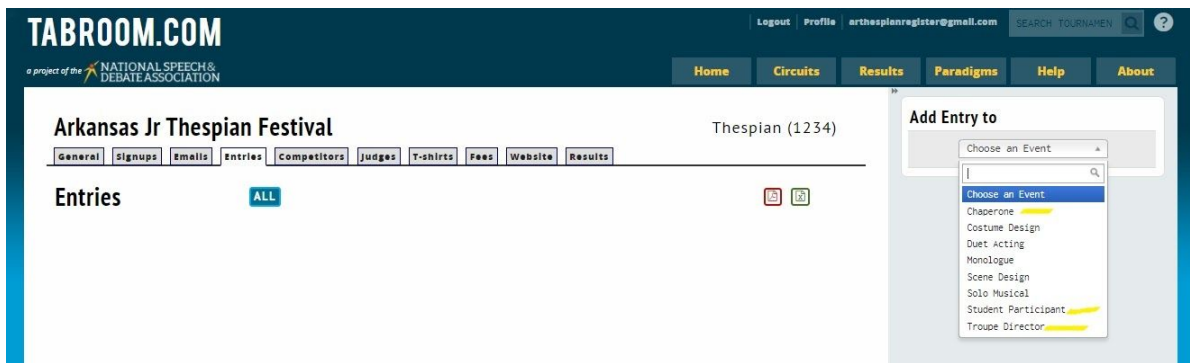 TABROOM.COM
a project of the NATIONAL SPEECH & DEBATE ASSOCIATION
Logout Profile arthespianregister@gmail.com SEARCH TOURNAMEN ?
Home Circuits Results Paradigms Help About
Arkansas Jr Thespian Festival
Thespian (1234)
General Signups Emails Entries Competitors Judges T-shirts Fees Website Results
Entries ALL
Add Entry to
Choose an Event
Choose an Event
Chaperone
Costume Design
Duet Acting
Monologue
Scene Design
Solo Musical
Student Participant
Troupe Director